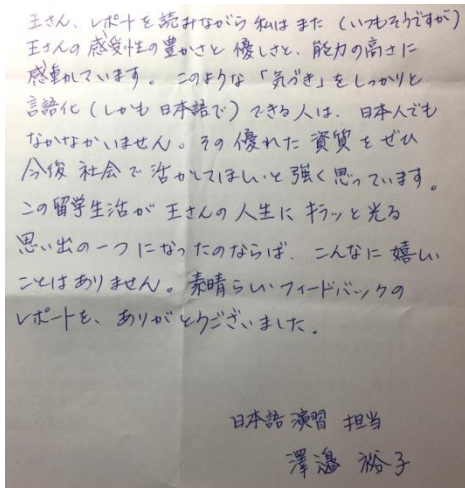 王さん、レポートを読みながら私はまた（いつもそうですが）
王さんの感受性の豊かさと優しさと、能力の高さに
感動しています。このような「気づき」をしっかりと
言語化（しかも日本語で）できる人は、日本人でも
なかなかいません。その優れた資質をぜひ
今後社会で活かしてほしいと強く思っています。
この留学生活が王さんの人生にキラッと光る
思い出の一つになったのならば、こんなに嬉しい
ことはありません。素晴らしいフィードバックの
レポートを、ありがとうございました。
日本語演習 担当
澤邉 裕子